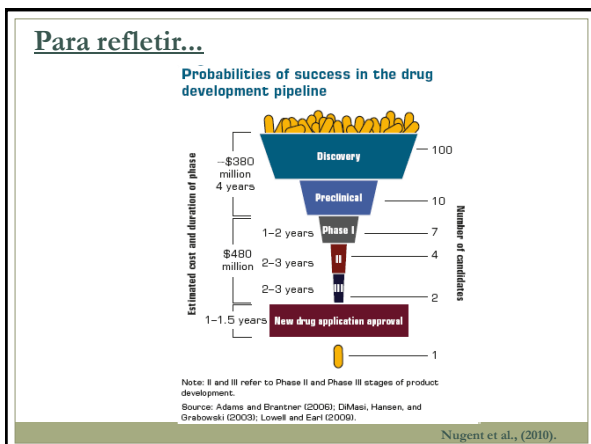 Para refletir...
Probabilities of success in the drug
development pipeline
Estimated cost and duration of phase
~$380
million
4 years
$480
million
1–2 years
2–3 years
2–3 years
1–1.5 years
Discovery
Preclinical
Phase I
II
III
New drug application approval
100
10
7
4
2
1
Number of candidates
Note: II and III refer to Phase II and Phase III stages of product
development.
Source: Adams and Brantner (2006); DiMasi, Hansen, and
Grabowski (2003); Lowell and Earl (2009).
Nugent et al., (2010).